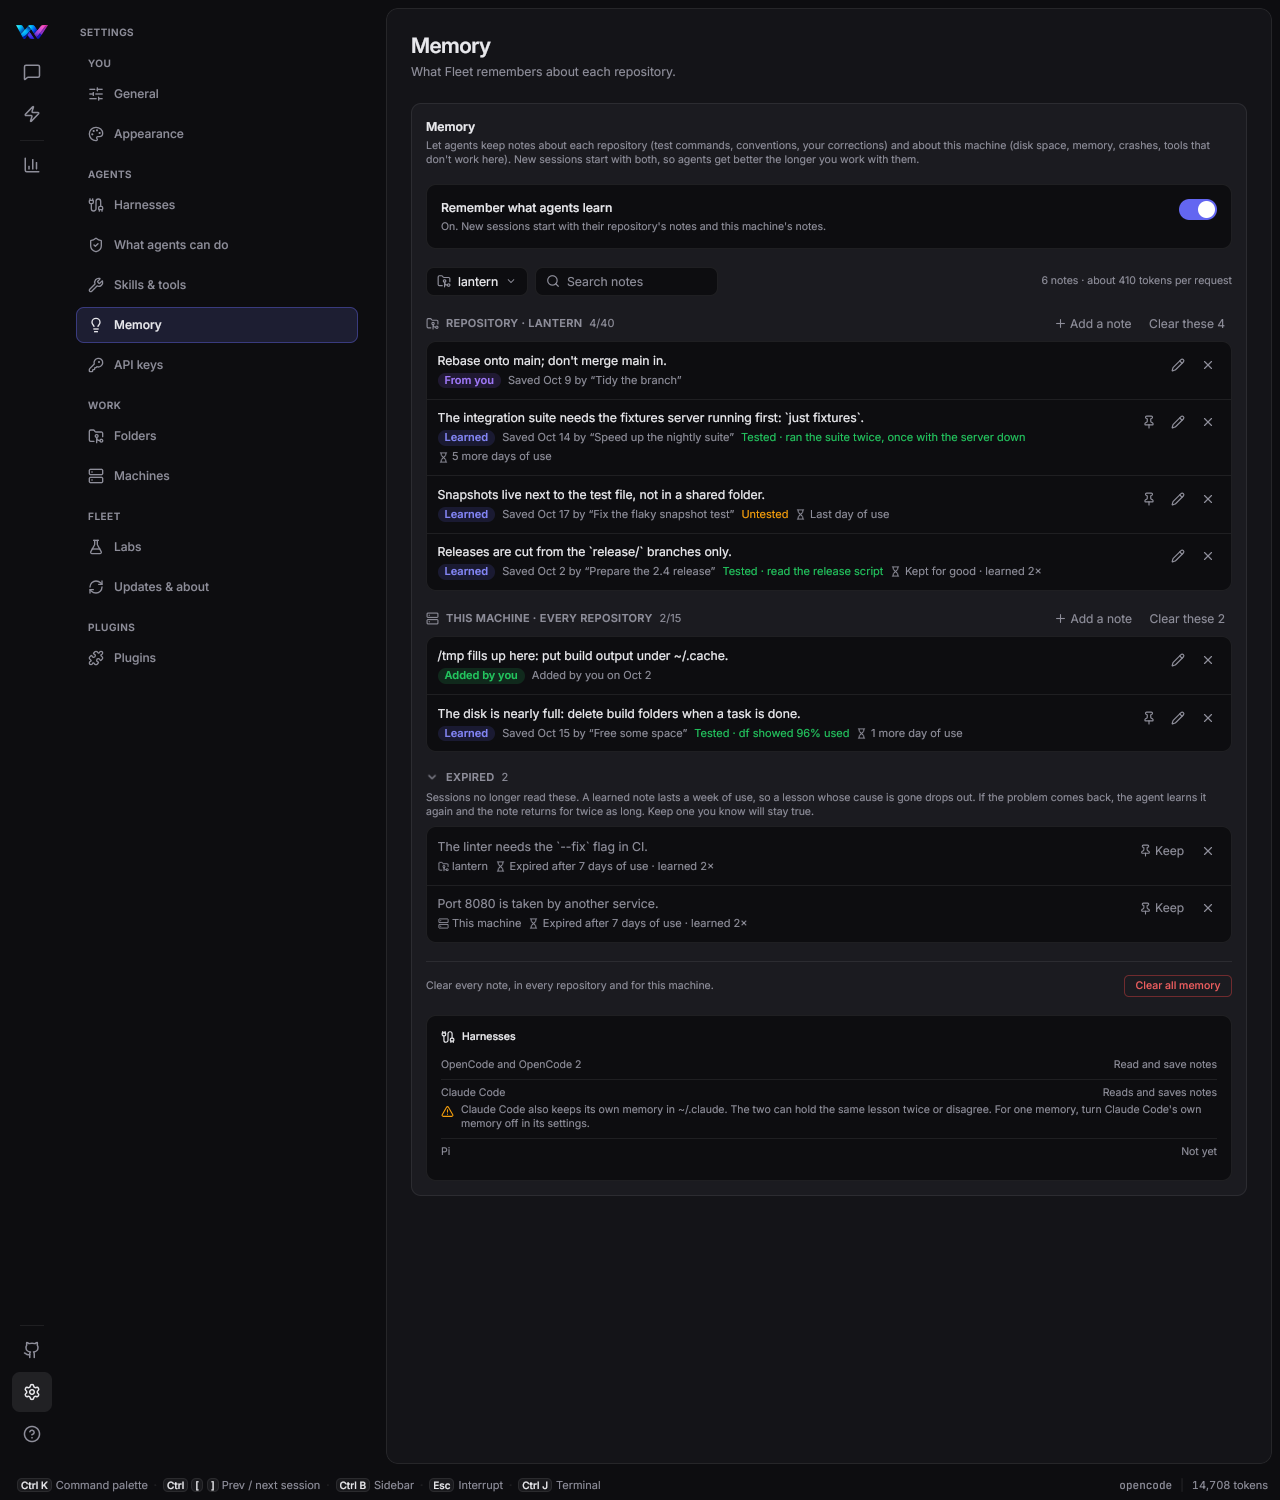 SETTINGS
YOU
General
Appearance
AGENTS
Harnesses
What agents can do
Skills & tools
Memory
API keys
WORK
Folders
Machines
FLEET
Labs
Updates & about
PLUGINS
Plugins
Memory
What Fleet remembers about each repository.
Memory
Let agents keep notes about each repository (test commands, conventions, your corrections) and about this machine (disk space, memory, crashes, tools that
don't work here). New sessions start with both, so agents get better the longer you work with them.
Remember what agents learn
On. New sessions start with their repository's notes and this machine's notes.
lantern
Search notes
6 notes · about 410 tokens per request
REPOSITORY · LANTERN 4/40
Add a note
Clear these 4
Rebase onto main; don't merge main in.
From you Saved Oct 9 by “Tidy the branch”
The integration suite needs the fixtures server running first: `just fixtures`.
Learned Saved Oct 14 by “Speed up the nightly suite” Tested · ran the suite twice, once with the server down
5 more days of use
Snapshots live next to the test file, not in a shared folder.
Learned Saved Oct 17 by “Fix the flaky snapshot test” Untested Last day of use
Releases are cut from the `release/` branches only.
Learned Saved Oct 2 by “Prepare the 2.4 release” Tested · read the release script Kept for good · learned 2×
THIS MACHINE · EVERY REPOSITORY 2/15
Add a note
Clear these 2
/tmp fills up here: put build output under ~/.cache.
Added by you Added by you on Oct 2
The disk is nearly full: delete build folders when a task is done.
Learned Saved Oct 15 by “Free some space” Tested · df showed 96% used 1 more day of use
EXPIRED 2
Sessions no longer read these. A learned note lasts a week of use, so a lesson whose cause is gone drops out. If the problem comes back, the agent learns it
again and the note returns for twice as long. Keep one you know will stay true.
The linter needs the `--fix` flag in CI.
lantern Expired after 7 days of use · learned 2×
Keep
Port 8080 is taken by another service.
This machine Expired after 7 days of use · learned 2×
Keep
Clear every note, in every repository and for this machine.
Clear all memory
Harnesses
OpenCode and OpenCode 2
Read and save notes
Claude Code
Reads and saves notes
Claude Code also keeps its own memory in ~/.claude. The two can hold the same lesson twice or disagree. For one memory, turn Claude Code's own
memory off in its settings.
Pi
Not yet
Ctrl K Command palette · Ctrl [ ] Prev / next session · Ctrl B Sidebar · Esc Interrupt · Ctrl J Terminal
opencode
14,708 tokens